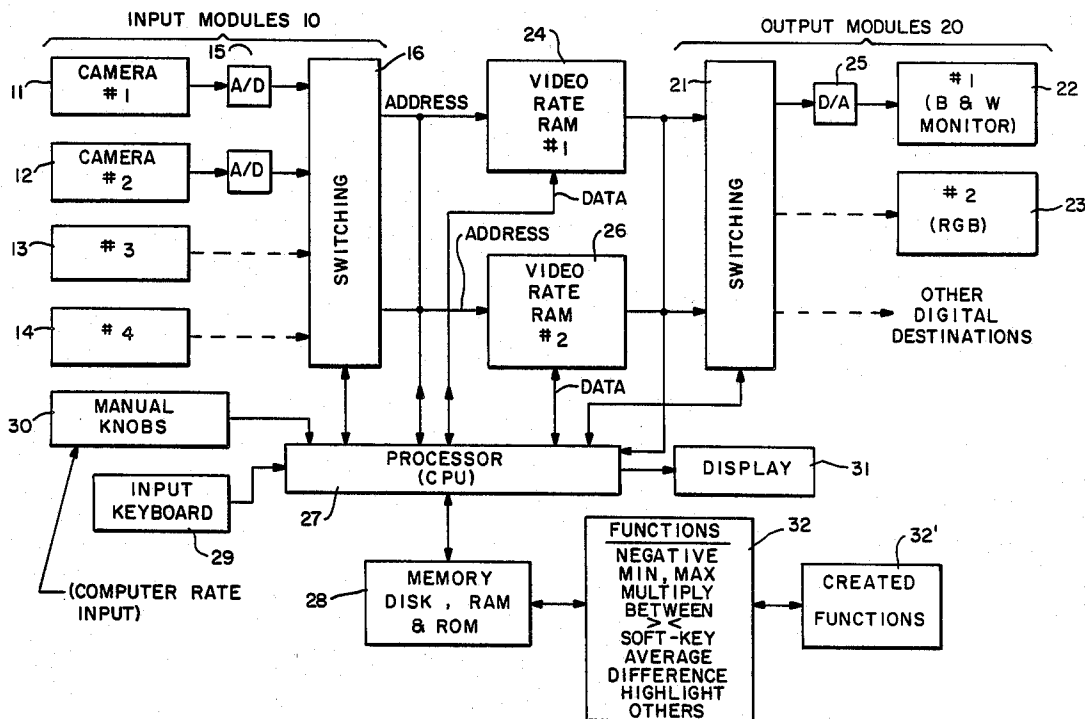 INPUT MODULES 10
15
16
24
OUTPUT MODULES 20
11
CAMERA
#1
A/D
ADDRESS
VIDEO
RATE
RAM
#1
21
25
D/A
#1
(B & W
MONITOR)
22
12
CAMERA
#2
A/D
SWITCHING
DATA
SWITCHING
#2
(RGB)
23
13
#3
ADDRESS
26
VIDEO
RATE
RAM
#2
14
#4
OTHER
DIGITAL
DESTINATIONS
DATA
30
MANUAL
KNOBS
PROCESSOR
(CPU)
DISPLAY
31
INPUT
KEYBOARD
27
29
(COMPUTER RATE
INPUT)
28
MEMORY
DISK, RAM
& ROM
FUNCTIONS
NEGATIVE
MIN, MAX
MULTIPLY
BETWEEN
> <
SOFT-KEY
AVERAGE
DIFFERENCE
HIGHLIGHT
OTHERS
32
32'
CREATED
FUNCTIONS